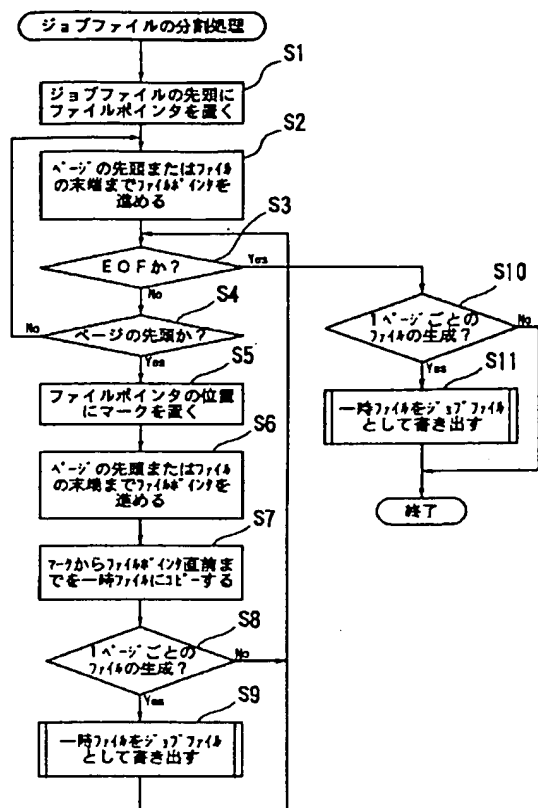 ジョブファイルの分割処理
S1
ジョブファイルの先頭に
ファイルポインタを置く
S2
ページの先頭またはファイル
の末端までファイルポインタを
進める
S3
EOFか?
Yes
No
S4
ページの先頭か?
No
Yes
S5
ファイルポインタの位置
にマークを置く
S6
ページの先頭またはファイル
の末端までファイルポインタを
進める
S7
マークからファイルポインタ直前ま
でを一時ファイルにコピーする
S8
1ページごとの
ファイルの生成?
No
Yes
S9
一時ファイルをジョブファイル
として書き出す
S10
1ページごとの
ファイルの生成?
No
Yes
S11
一時ファイルをジョブファイル
として書き出す
終了